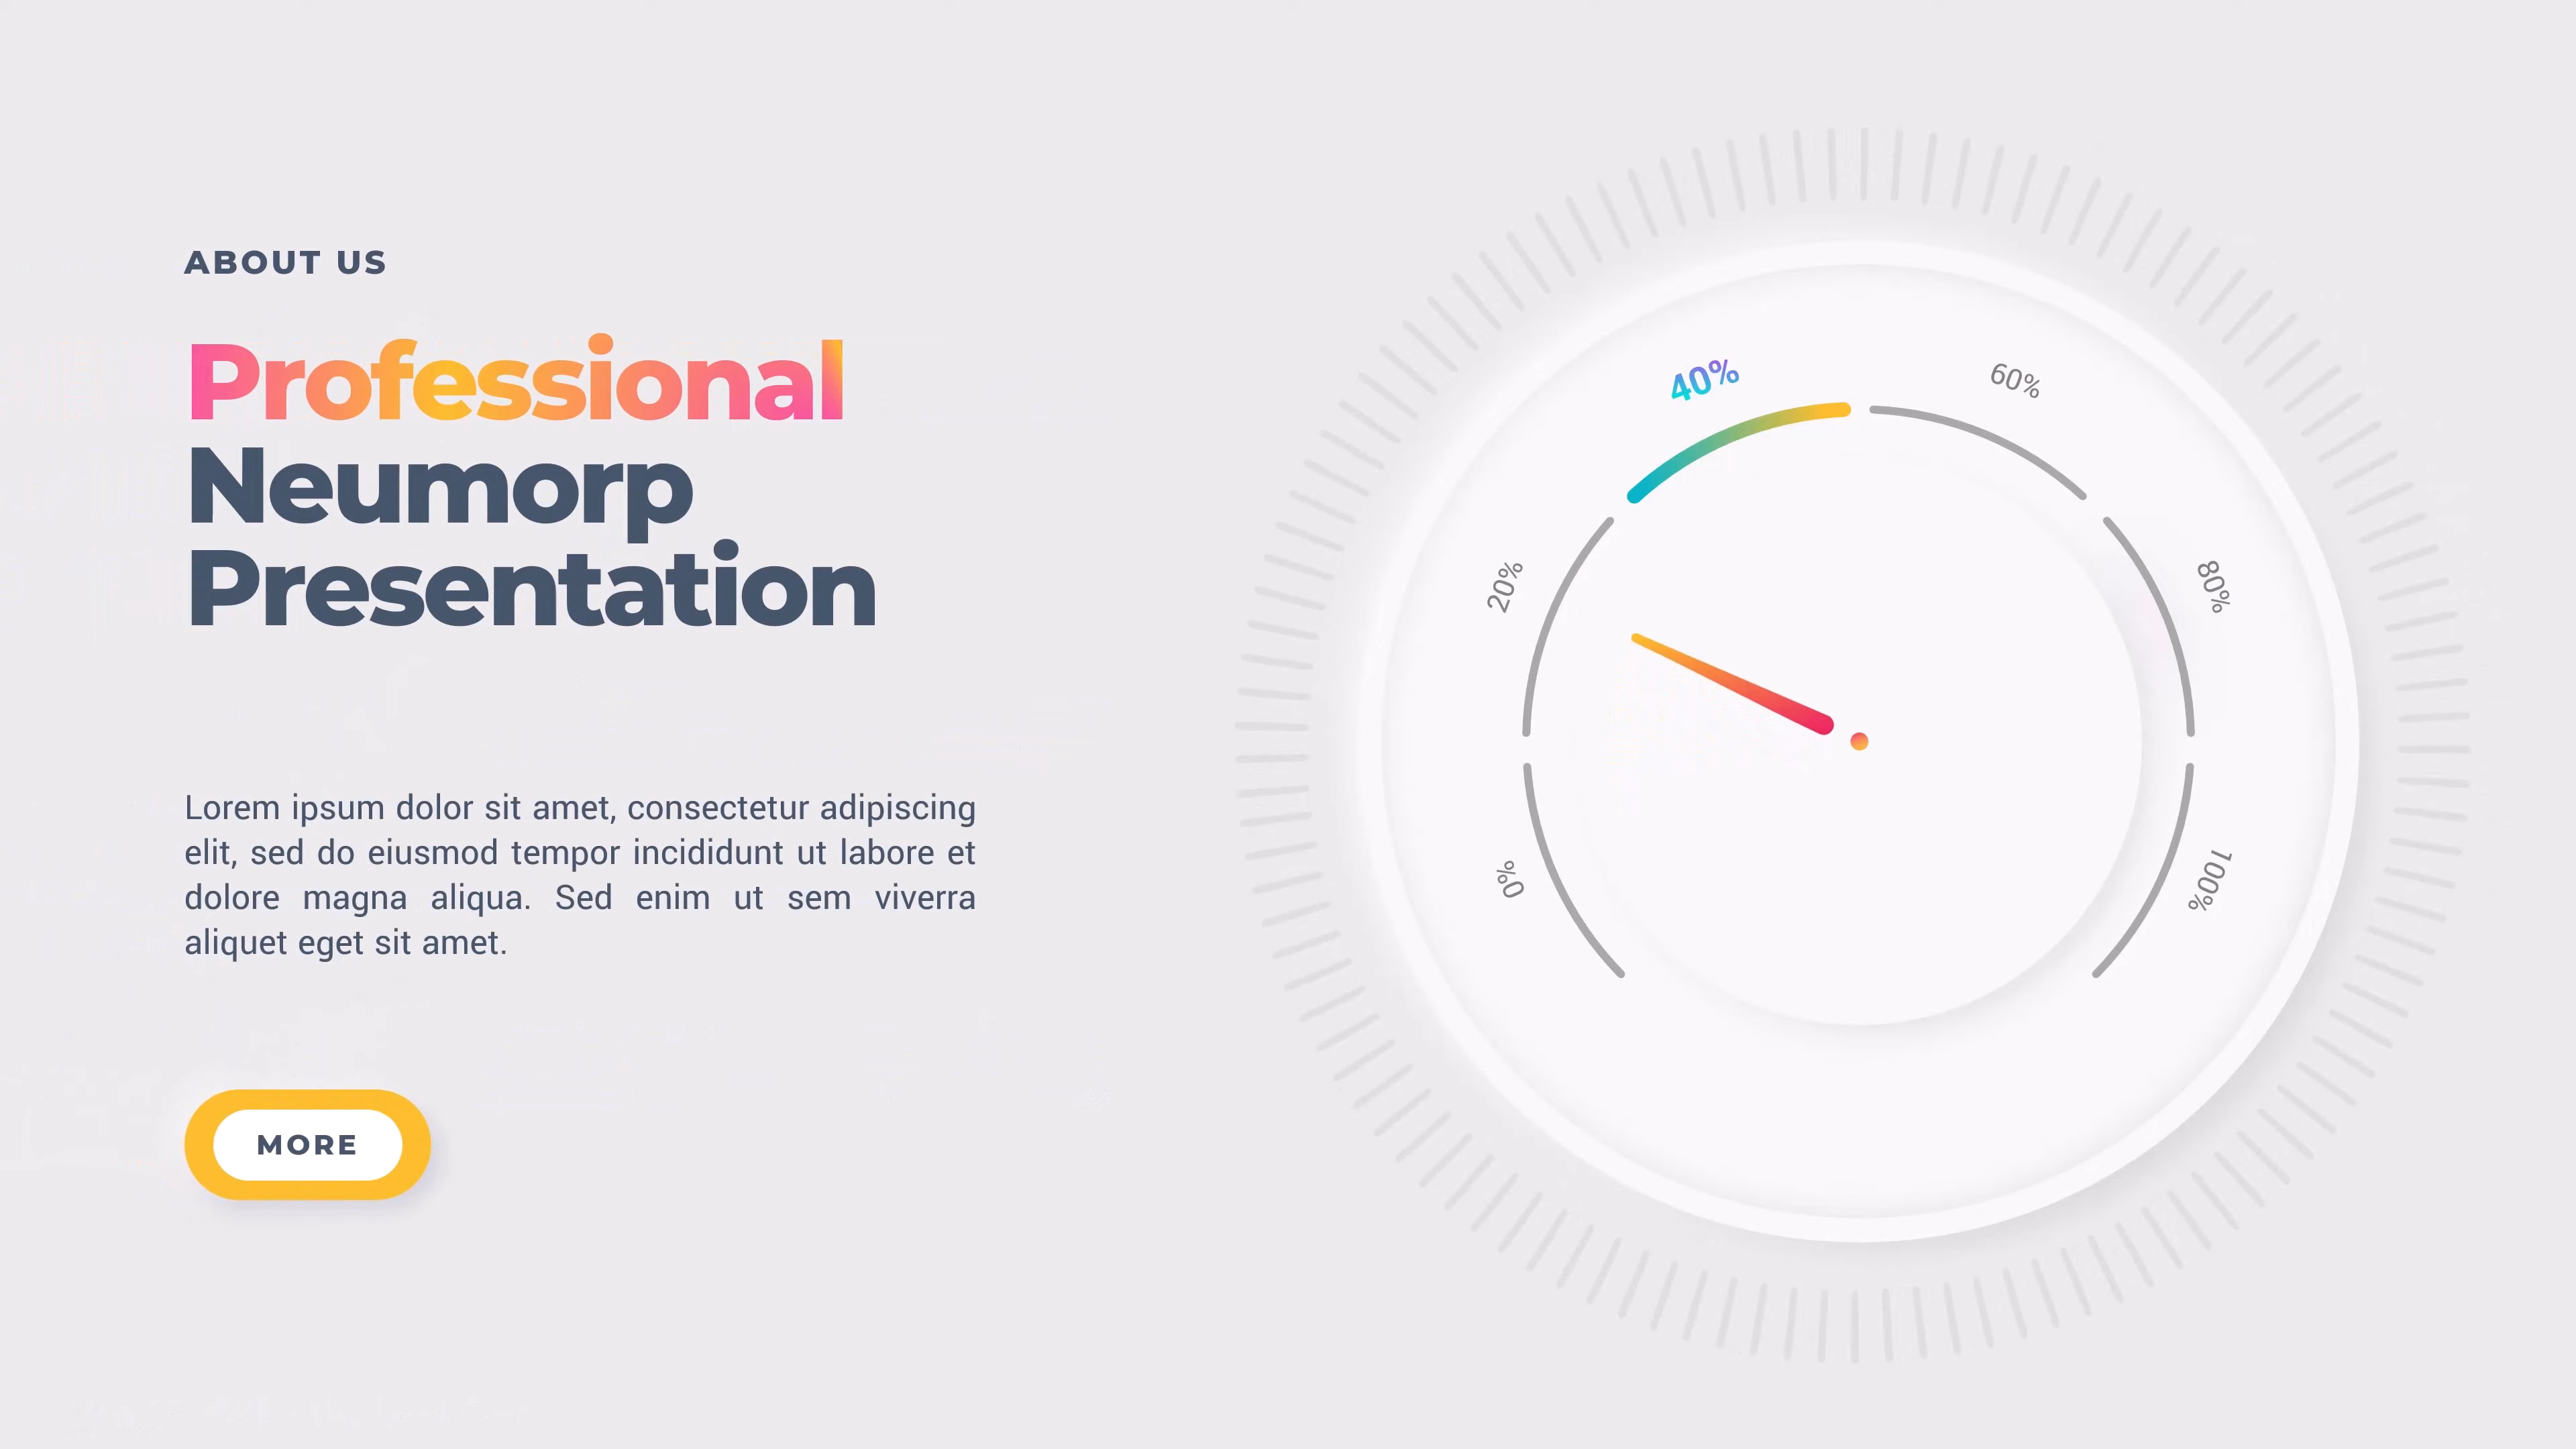 ABOUT US
Professional
Neumorp
Presentation
Lorem ipsum dolor sit amet, consectetur adipiscing
elit, sed do eiusmod tempor incididunt ut labore et
dolore magna aliqua. Sed enim ut sem viverra
aliquet eget sit amet.
MORE
0%
20%
40%
60%
80%
100%